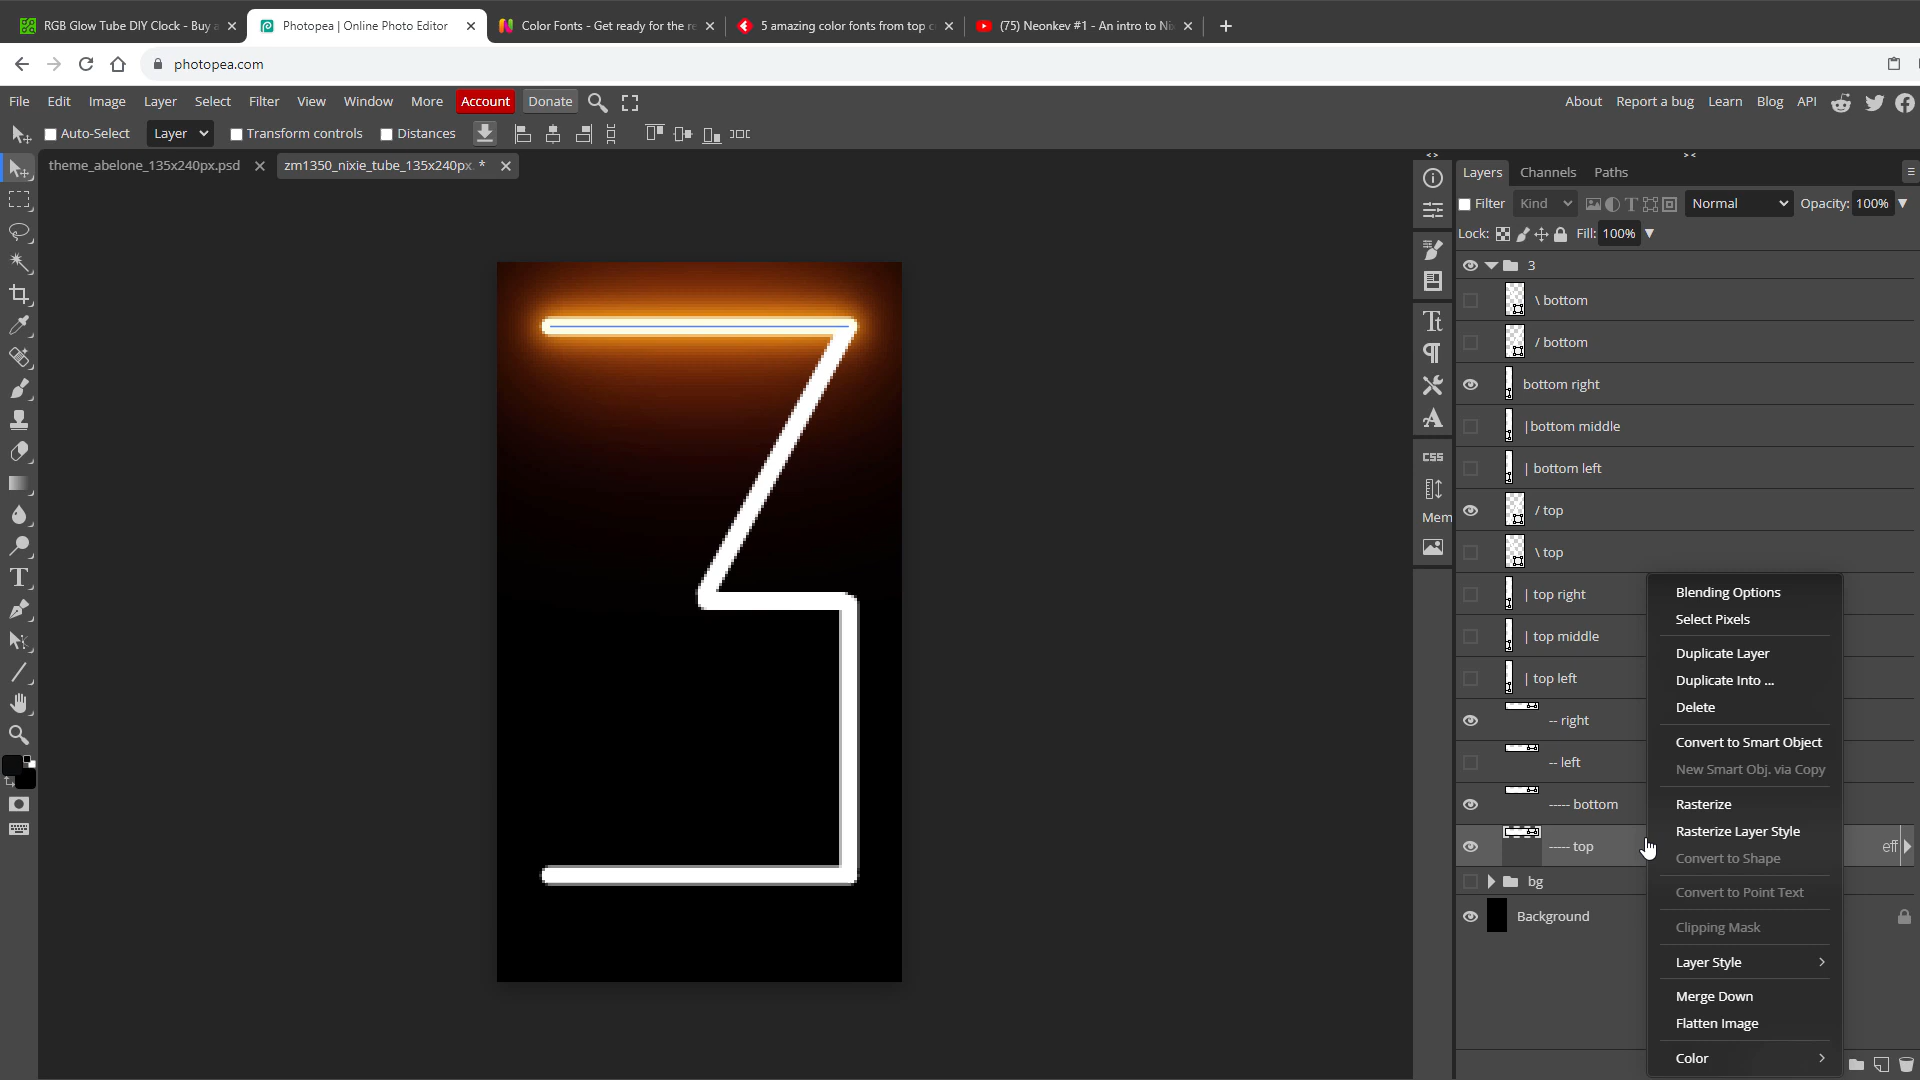 RGB Glow Tube DIY Clock - Buy a
Photopea | Online Photo Editor
Color Fonts - Get ready for the re
5 amazing color fonts from top c
(75) Neonkev #1 - An intro to Ni
photopea.com
File Edit Image Layer Select Filter View Window More Account Donate
About Report a bug Learn Blog API
Auto-Select Layer Transform controls Distances
theme_abelone_135x240px.psd
zm1350_nixie_tube_135x240px. *
Layers Channels Paths
Filter Kind Normal Opacity: 100%
Lock: Fill: 100%
3
\ bottom
/ bottom
bottom right
|bottom middle
| bottom left
/ top
\ top
| top right
| top middle
| top left
-- right
-- left
----- bottom
----- top
eff
bg
Background
CSS
Mem
Blending Options
Select Pixels
Duplicate Layer
Duplicate Into ...
Delete
Convert to Smart Object
New Smart Obj. via Copy
Rasterize
Rasterize Layer Style
Convert to Shape
Convert to Point Text
Clipping Mask
Layer Style
Merge Down
Flatten Image
Color